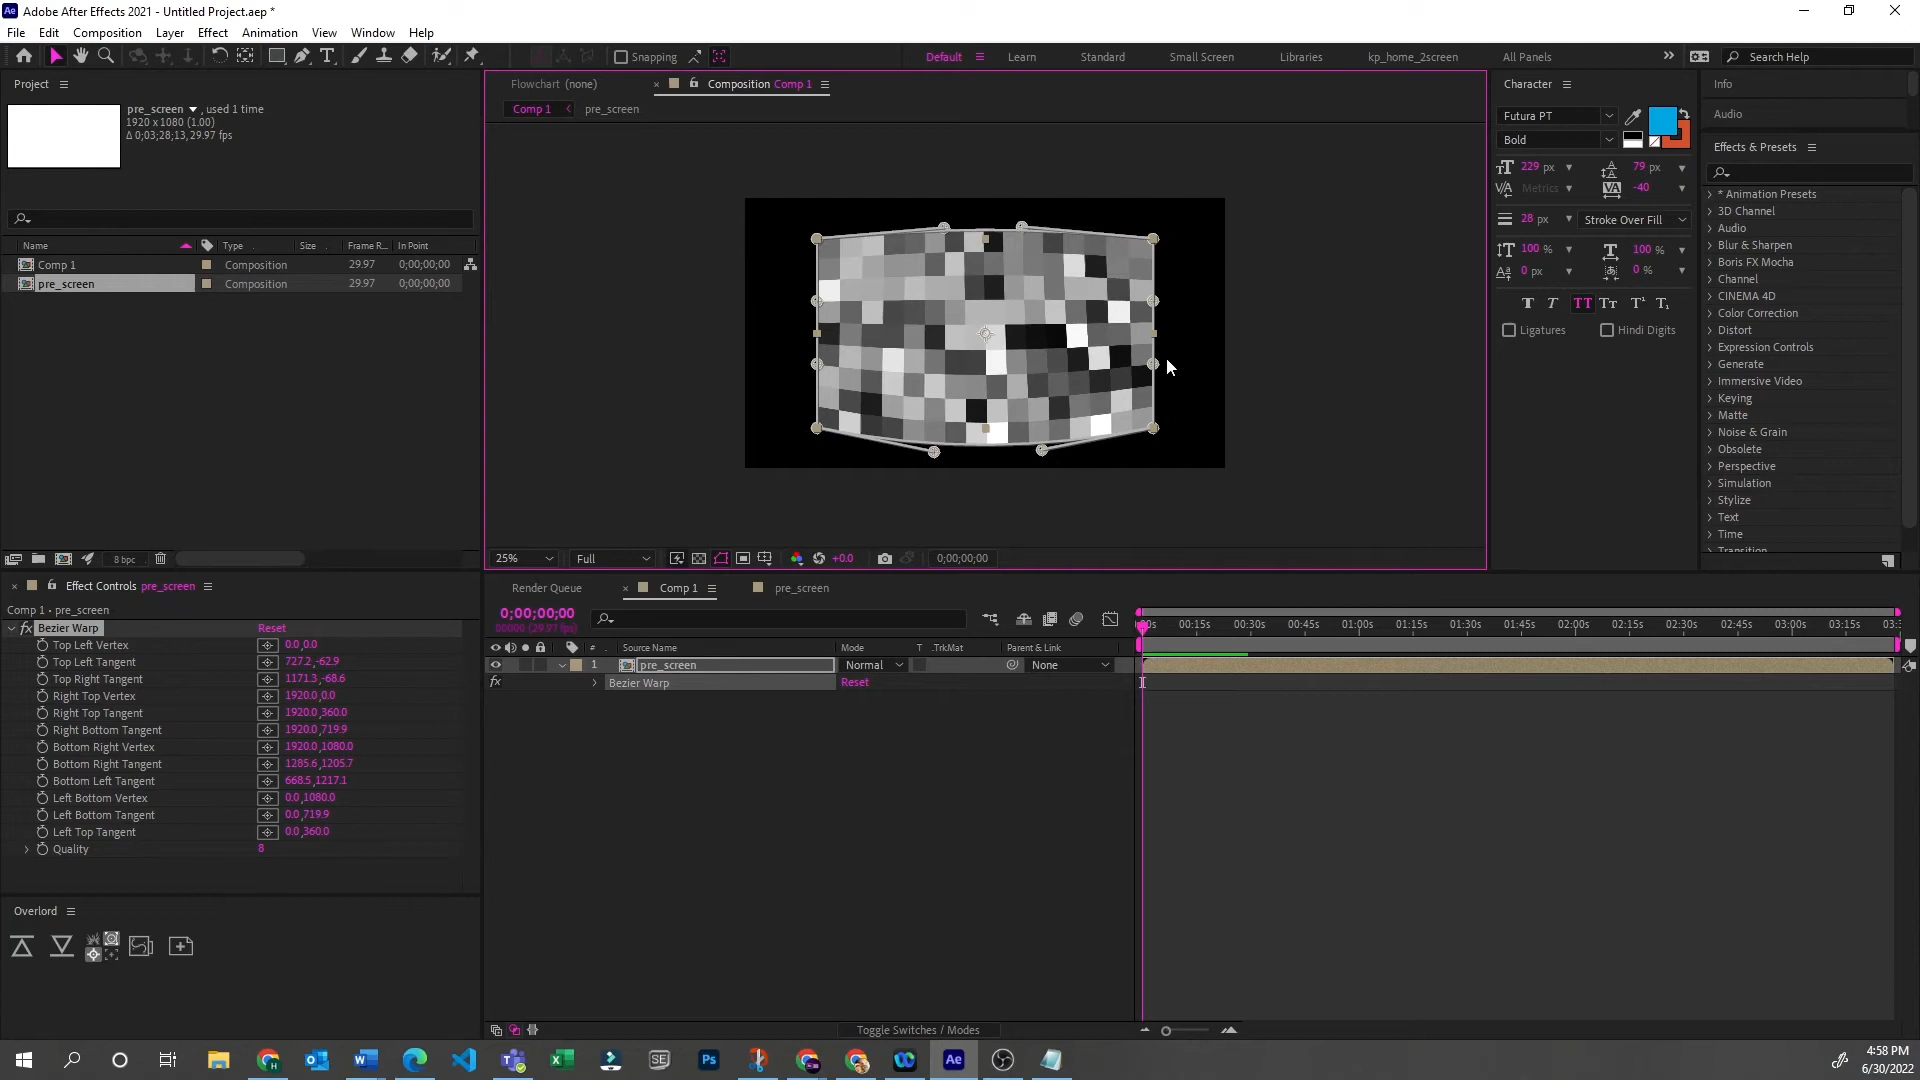 Ae Adobe After Effects 2021 - Untitled Project.aep *
File Edit Composition Layer Effect Animation View Window Help
Snapping
Default Learn Standard Small Screen Libraries kp_home_2screen All Panels Search Help
Project
pre_screen , used 1 time
1920 x 1080 (1.00)
Δ 0;03;28;13, 29.97 fps
Name Type Size Frame R... In Point
Comp 1 Composition 29.97 0;00;00;00
pre_screen Composition 29.97 0;00;00;00
8 bpc
Flowchart (none) × Composition Comp 1
Comp 1 < pre_screen
25% Full +0.0 0;00;00;00
Character
Futura PT
Bold
229 px 79 px
Metrics -40
28 px Stroke Over Fill
100 % 100 %
0 px 0 %
T T TT TT T¹ T₁
Ligatures Hindi Digits
Info
Audio
Effects & Presets
* Animation Presets
3D Channel
Audio
Blur & Sharpen
Boris FX Mocha
Channel
CINEMA 4D
Color Correction
Distort
Expression Controls
Generate
Immersive Video
Keying
Matte
Noise & Grain
Obsolete
Perspective
Simulation
Stylize
Text
Time
Transition
× Effect Controls pre_screen
Comp 1 • pre_screen
fx Bezier Warp Reset
Top Left Vertex 0.0,0.0
Top Left Tangent 727.2,-62.9
Top Right Tangent 1171.3,-68.6
Right Top Vertex 1920.0,0.0
Right Top Tangent 1920.0,360.0
Right Bottom Tangent 1920.0,719.9
Bottom Right Vertex 1920.0,1080.0
Bottom Right Tangent 1285.6,1205.7
Bottom Left Tangent 668.5,1217.1
Left Bottom Vertex 0.0,1080.0
Left Bottom Tangent 0.0,719.9
Left Top Tangent 0.0,360.0
Quality 8
Overlord
Render Queue × Comp 1 pre_screen
0;00;00;00
00000 (29.97 fps)
00:15s 00:30s 00:45s 01:00s 01:15s 01:30s 01:45s 02:00s 02:15s 02:30s 02:45s 03:00s 03:15s
# Source Name Mode T .TrkMat Parent & Link
1 pre_screen Normal None
fx Bezier Warp Reset
Toggle Switches / Modes
SE Ps Ae
4:58 PM
6/30/2022